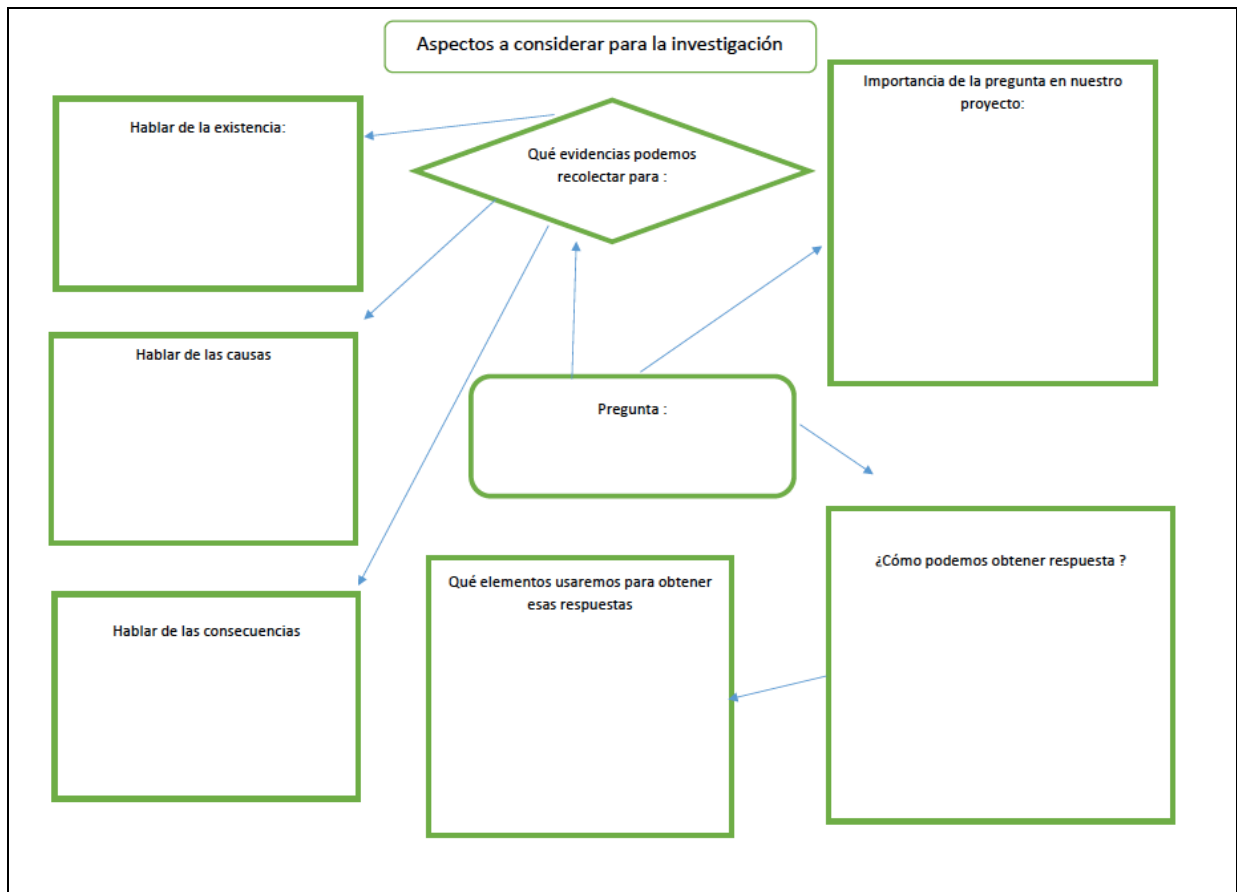 Aspectos a considerar para la investigación
Importancia de la pregunta en nuestro
proyecto:
Hablar de la existencia:
Qué evidencias podemos
recolectar para :
Hablar de las causas
Pregunta :
¿Cómo podemos obtener respuesta ?
Qué elementos usaremos para obtener
esas respuestas
Hablar de las consecuencias